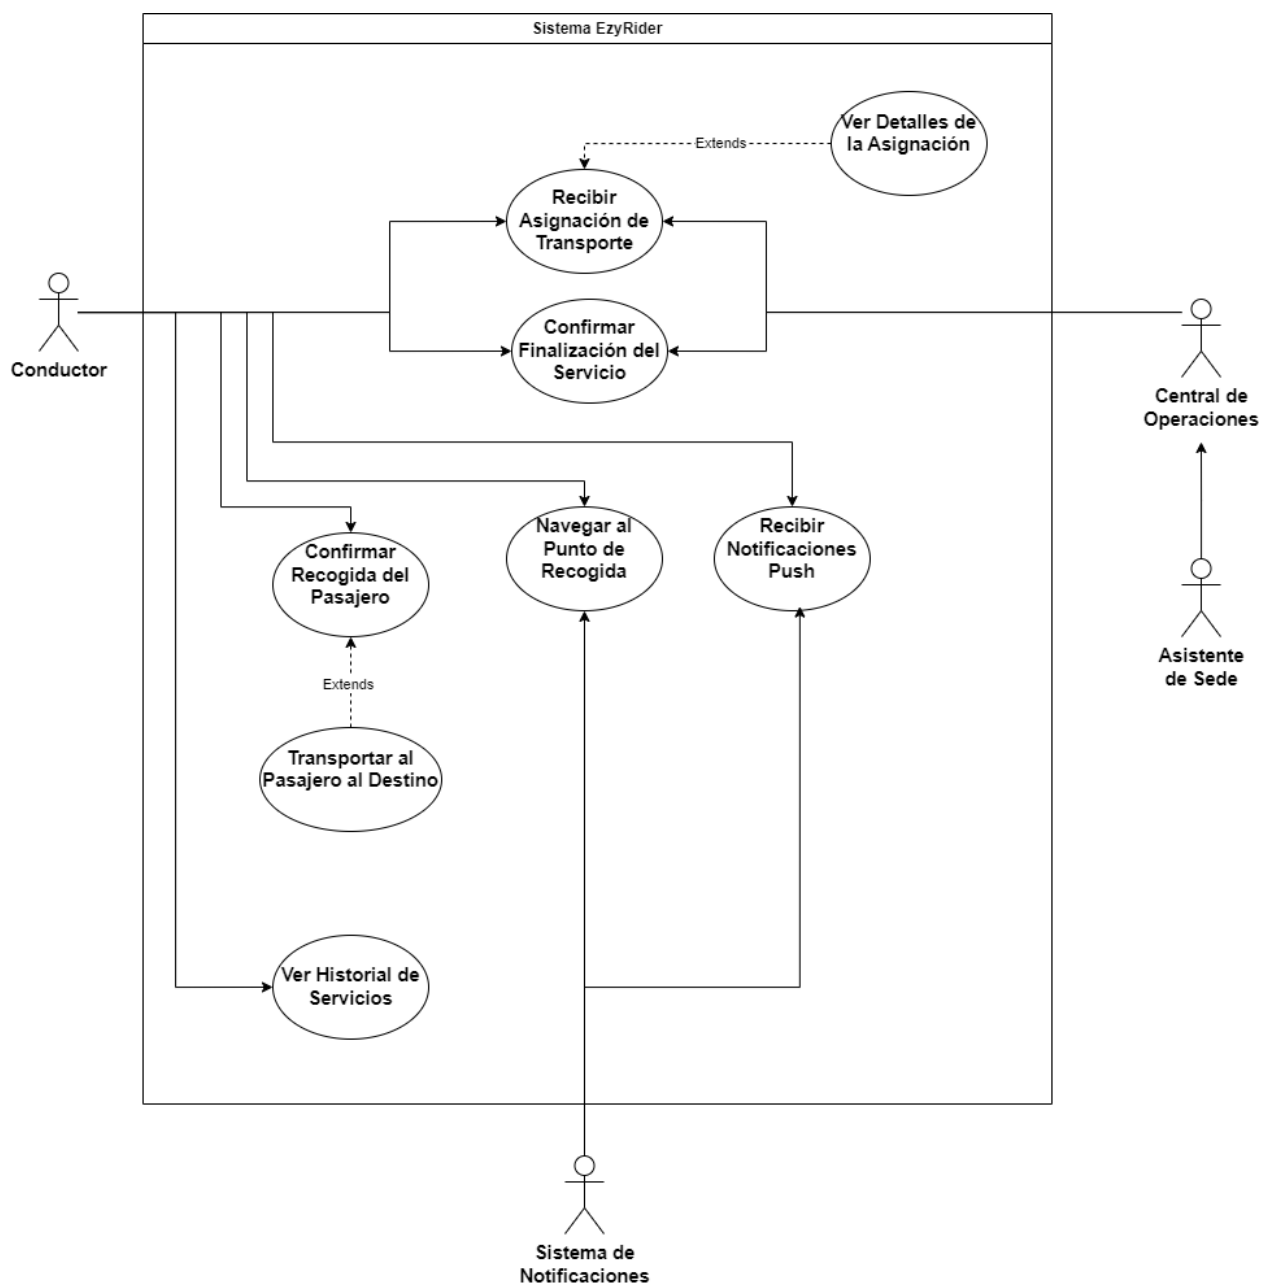 Sistema EzyRider
Ver Detalles de
la Asignación
Extends
Recibir
Asignación de
Transporte
Confirmar
Finalización del
Servicio
Conductor
Central de
Operaciones
Confirmar
Recogida del
Pasajero
Navegar al
Punto de
Recogida
Recibir
Notificaciones
Push
Asistente
de Sede
Extends
Transportar al
Pasajero al Destino
Ver Historial de
Servicios
Sistema de
Notificaciones